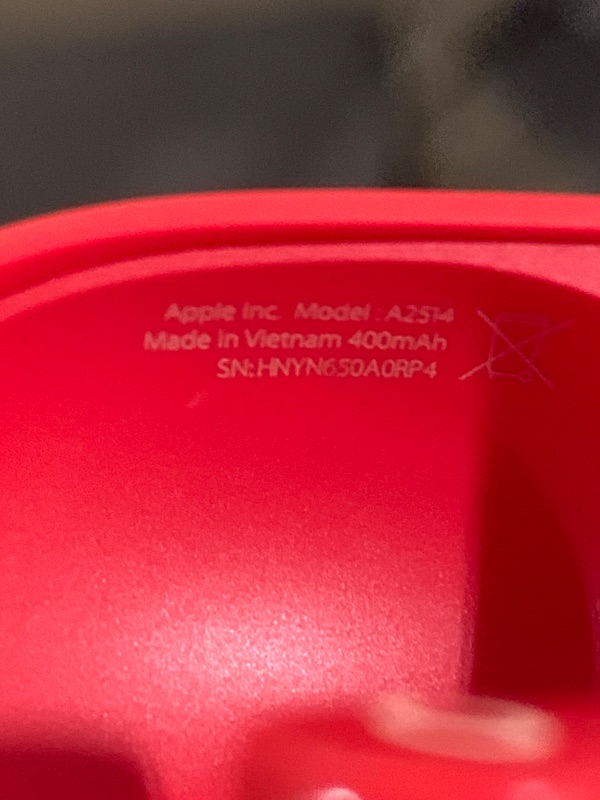 Apple Inc. Model : A2514
Made in Vietnam 400mAh
SN:HNYN650A0RP4